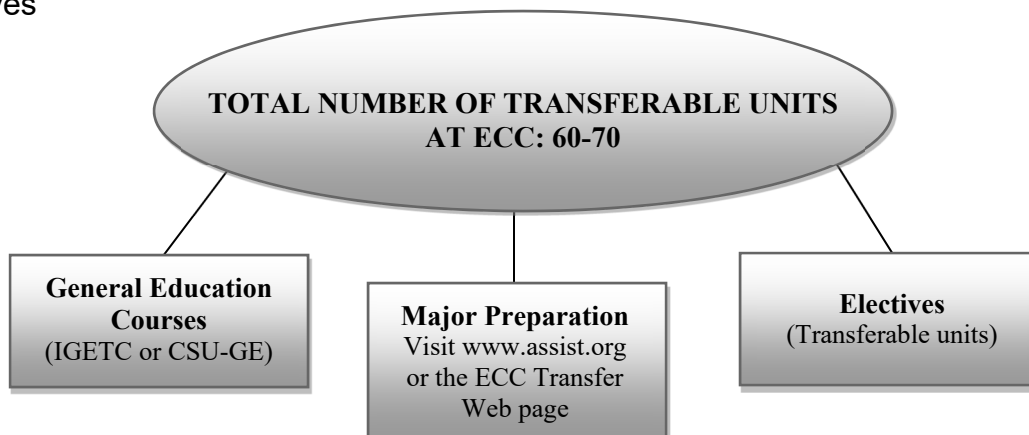 TOTAL NUMBER OF TRANSFERABLE UNITS
AT ECC: 60-70
General Education
Courses
(IGETC or CSU-GE)
Major Preparation
Visit www.assist.org
or the ECC Transfer
Web page
Electives
(Transferable units)